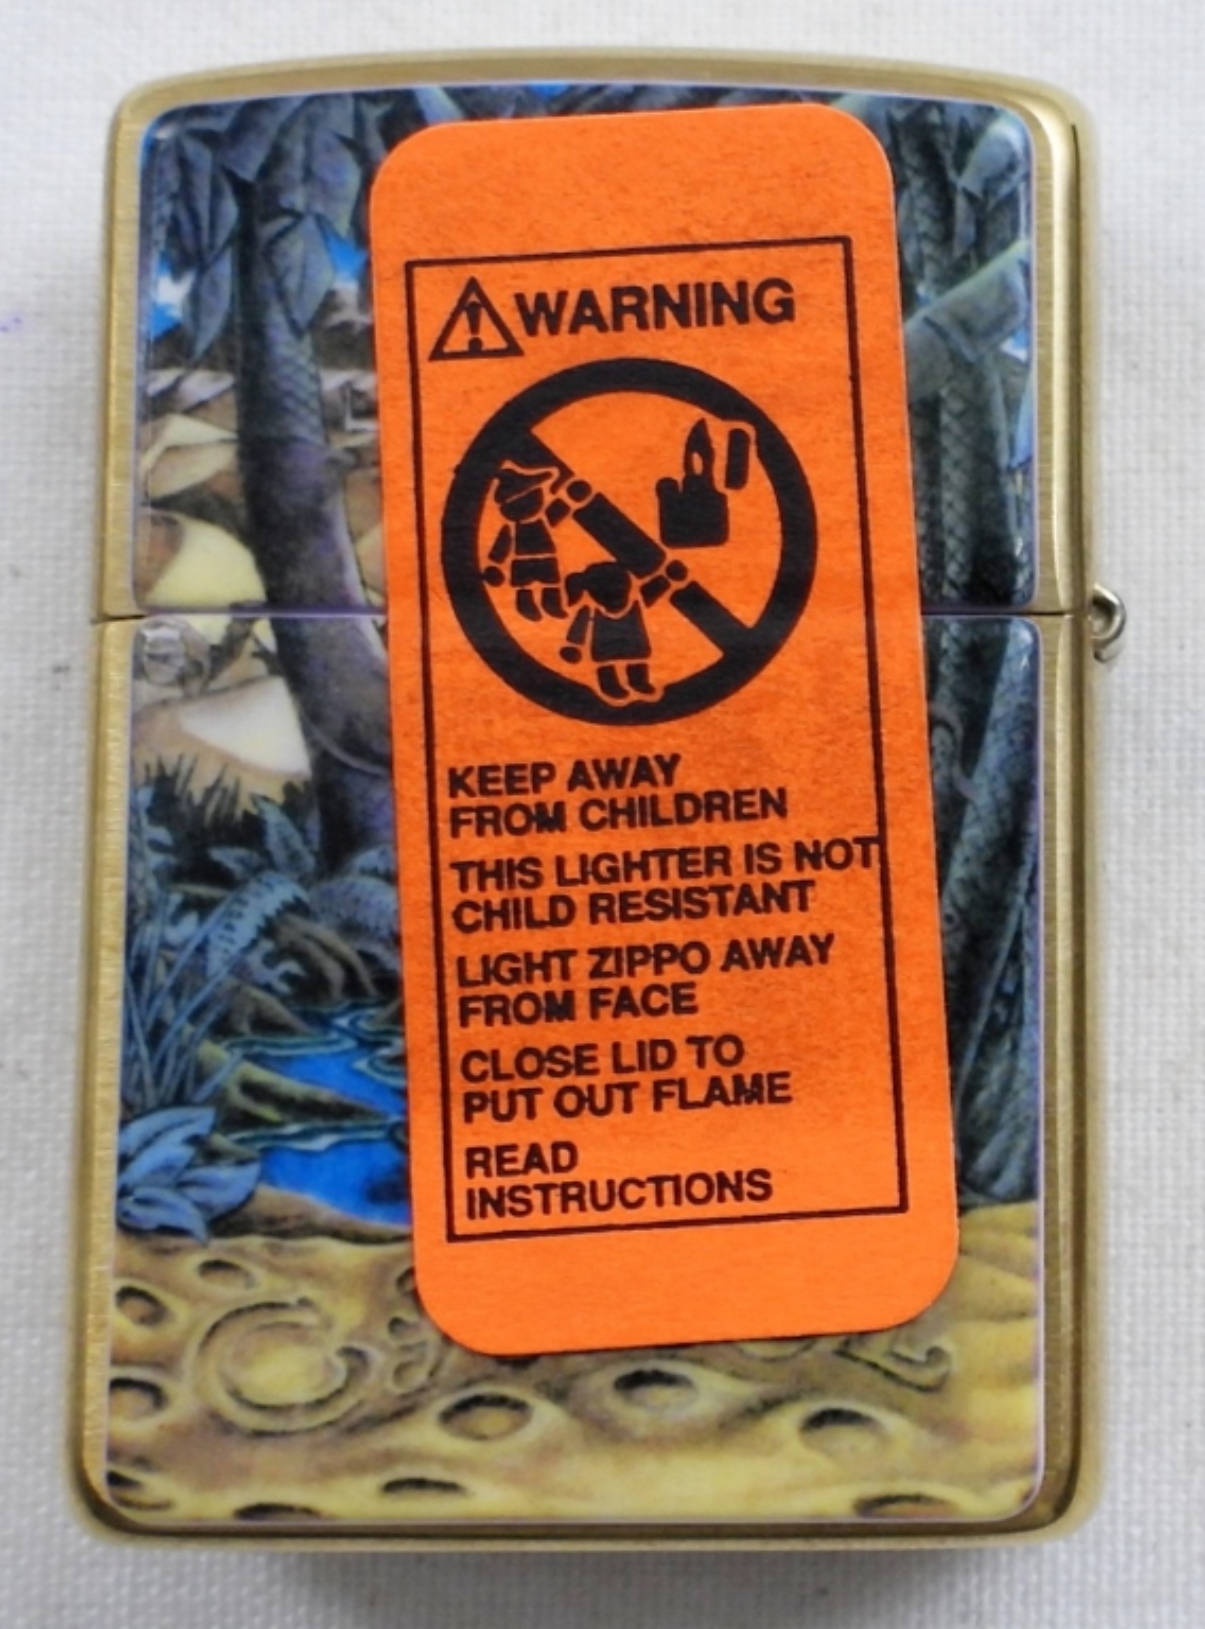 WARNING
KEEP AWAY
FROM CHILDREN
THIS LIGHTER IS NOT
CHILD RESISTANT
LIGHT ZIPPO AWAY
FROM FACE
CLOSE LID TO
PUT OUT FLAME
READ
INSTRUCTIONS